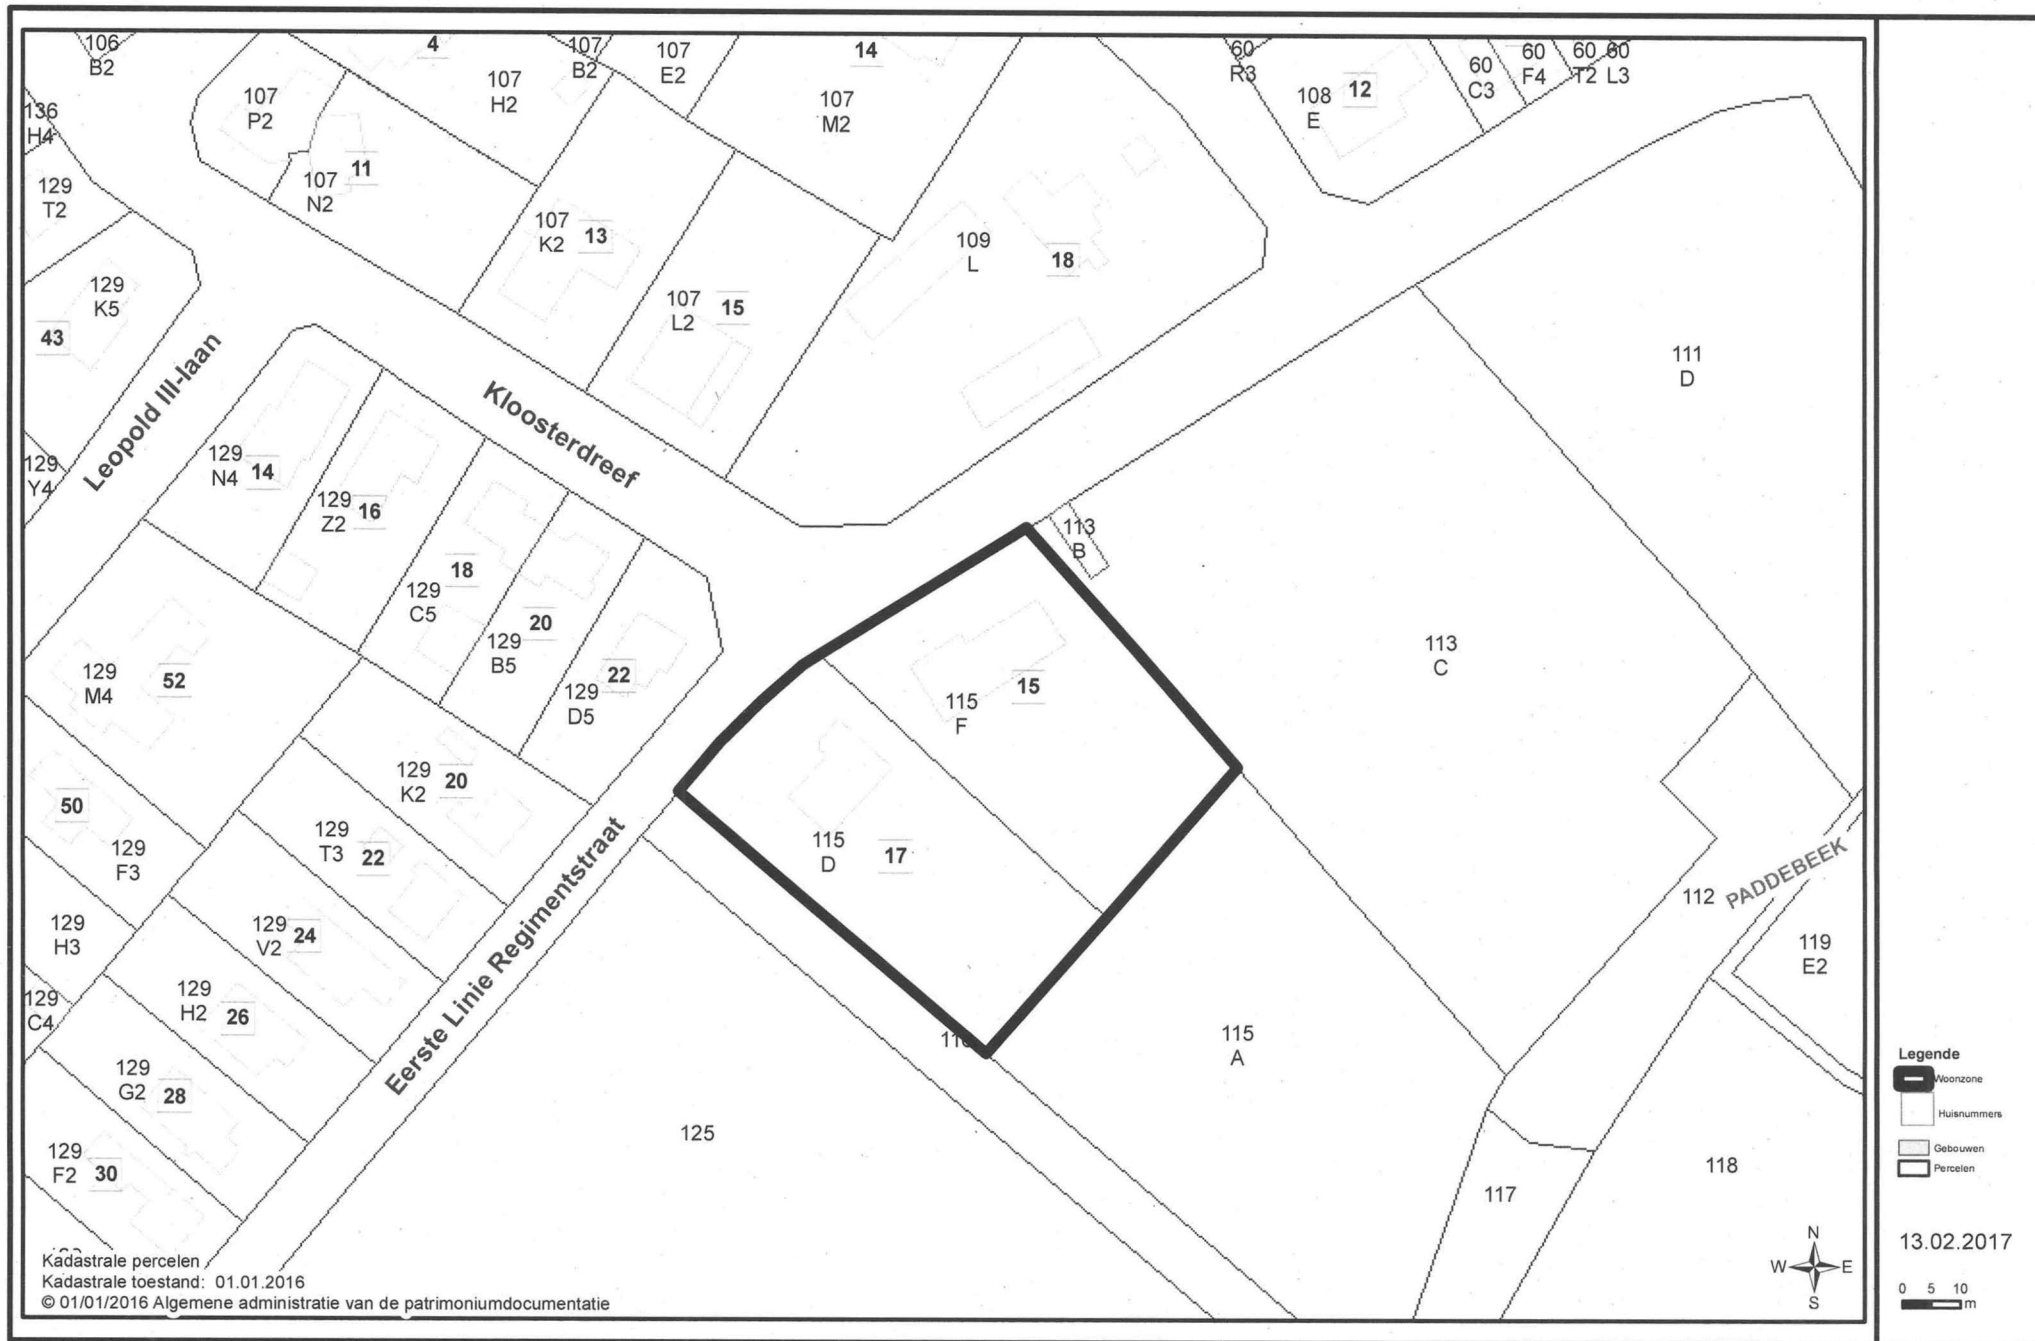 106
B2
4
107
B2
107
E2
14
60
R3
60
C3
60
F4
60
T2
60
L3
107
P2
107
H2
107
M2
108
E
12
136
H4
107
N2
11
129
T2
107
K2
13
109
L
18
129
K5
43
107
L2
15
111
D
Leopold III-laan
Kloosterdreef
129
Y4
129
N4
14
129
Z2
16
129
C5
18
129
B5
20
129
D5
22
113
B
113
C
129
M4
52
115
F
15
50
129
F3
129
K2
20
129
T3
22
115
D
17
Eerste Linie Regimentstraat
PADDEBEEK
112
119
E2
129
H3
129
V2
24
129
C4
129
H2
26
115
A
129
G2
28
125
118
117
129
F2
30
Kadastrale percelen
Kadastrale toestand: 01.01.2016
© 01/01/2016 Algemene administratie van de patrimoniumdocumentatie
N
W E
S
Legende
Woonzone
Huisnummers
Gebouwen
Percelen
13.02.2017
0 5 10
m